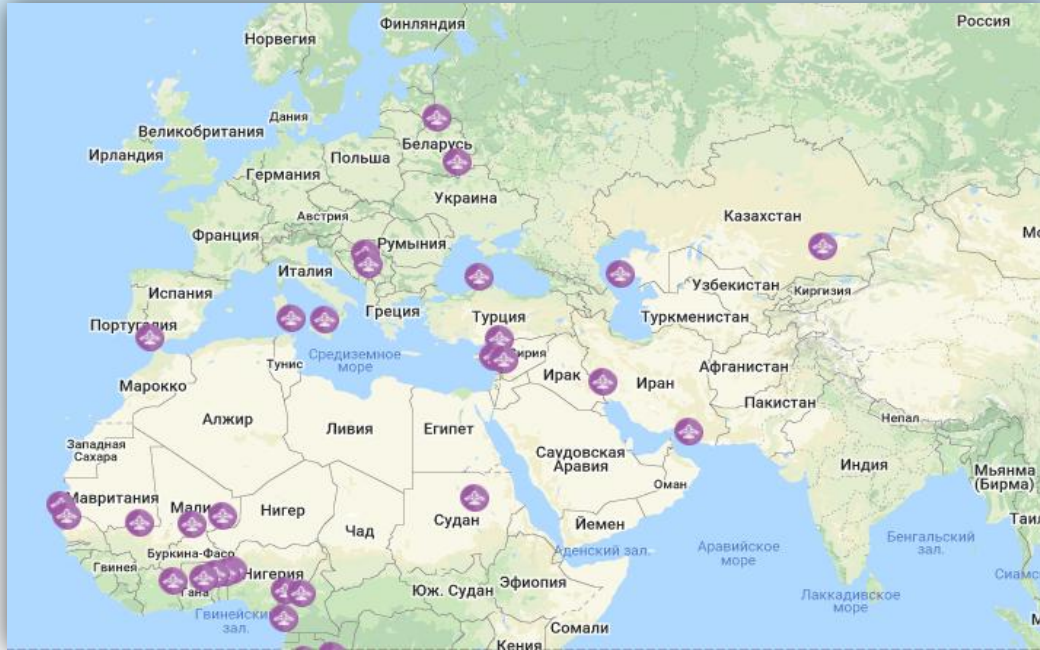 Финляндия
Россия
Норвегия
Дания
Великобритания
Ирландия
Беларусь
Польша
Германия
Украина
Австрия
Казахстан
Франция
Румыния
Италия
Узбекистан
Киргизия
Испания
Греция
Турция
Туркменистан
Португалия
Средиземное
море
Тунис
Афганистан
Марокко
Ирак
Иран
Пакистан
Алжир
Ливия
Египет
Непал
Западная
Сахара
Саудовская
Аравия
Индия
Мьянма
(Бирма)
Оман
Мавритания
Мали
Нигер
Чад
Судан
Йемен
Аденский зал.
Аравийское
море
Бенгальский
зал.
Буркина-Фасо
Гвинея
Нигерия
Гана
Юж. Судан
Эфиопия
Лаккадивское
море
Гвинейский
зал.
Сомали
Кения